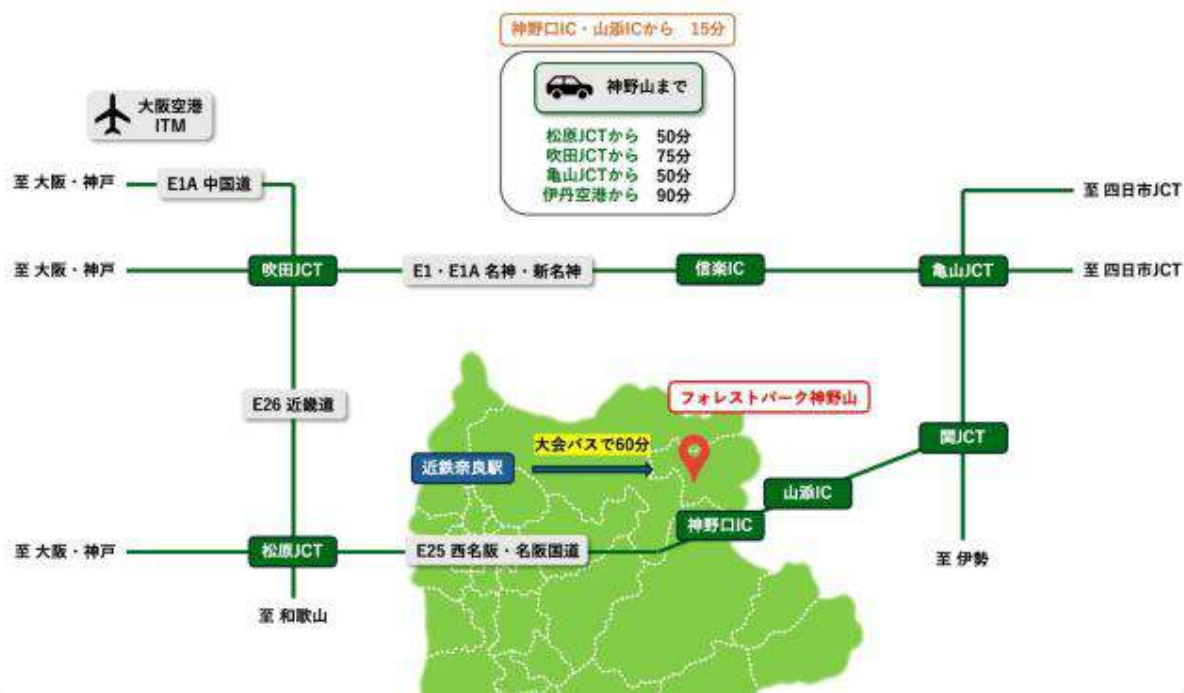 神野口IC・山添ICから 15分
神野山まで
松原JCTから 50分
吹田JCTから 75分
亀山JCTから 50分
伊丹空港から 90分
大阪空港
ITM
至 大阪・神戸
E1A 中国道
至 四日市JCT
至 大阪・神戸
吹田JCT
E1・E1A 名神・新名神
信楽IC
亀山JCT
至 四日市JCT
E26 近畿道
フォレストパーク神野山
大会バスで60分
近鉄奈良駅
関JCT
山添IC
神野口IC
至 大阪・神戸
松原JCT
E25 西名阪・名阪国道
至 伊勢
至 和歌山